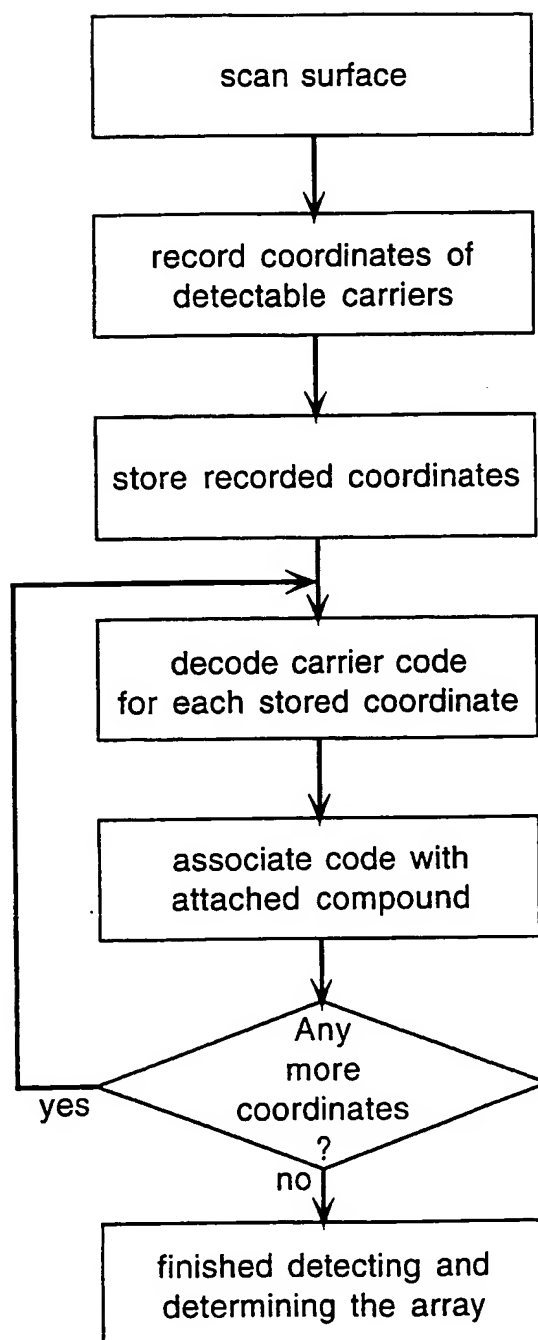 scan surface
record coordinates of
detectable carriers
store recorded coordinates
decode carrier code
for each stored coordinate
associate code with
attached compound
Any
more
coordinates
?
yes
no
finished detecting and
determining the array